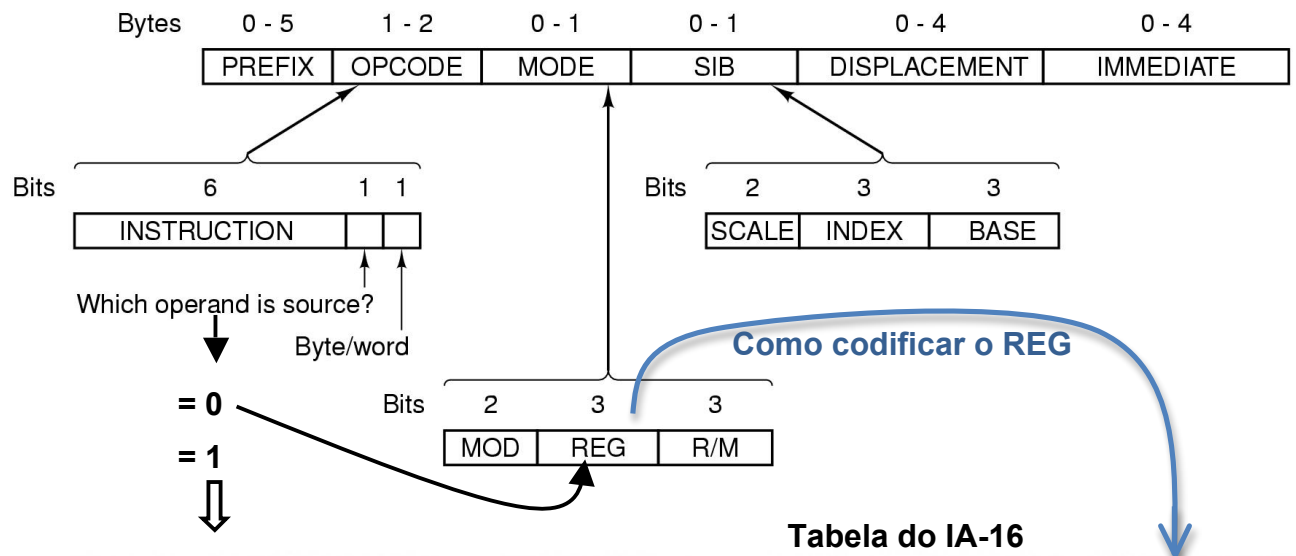 Bytes 0 - 5 1 - 2 0 - 1 0 - 1 0 - 4 0 - 4
PREFIX OPCODE MODE SIB DISPLACEMENT IMMEDIATE
Bits 6 1 1
INSTRUCTION
Bits 2 3 3
SCALE INDEX BASE
Which operand is source?
Byte/word
Como codificar o REG
= 0
= 1
Bits 2 3 3
MOD REG R/M
Tabela do IA-16